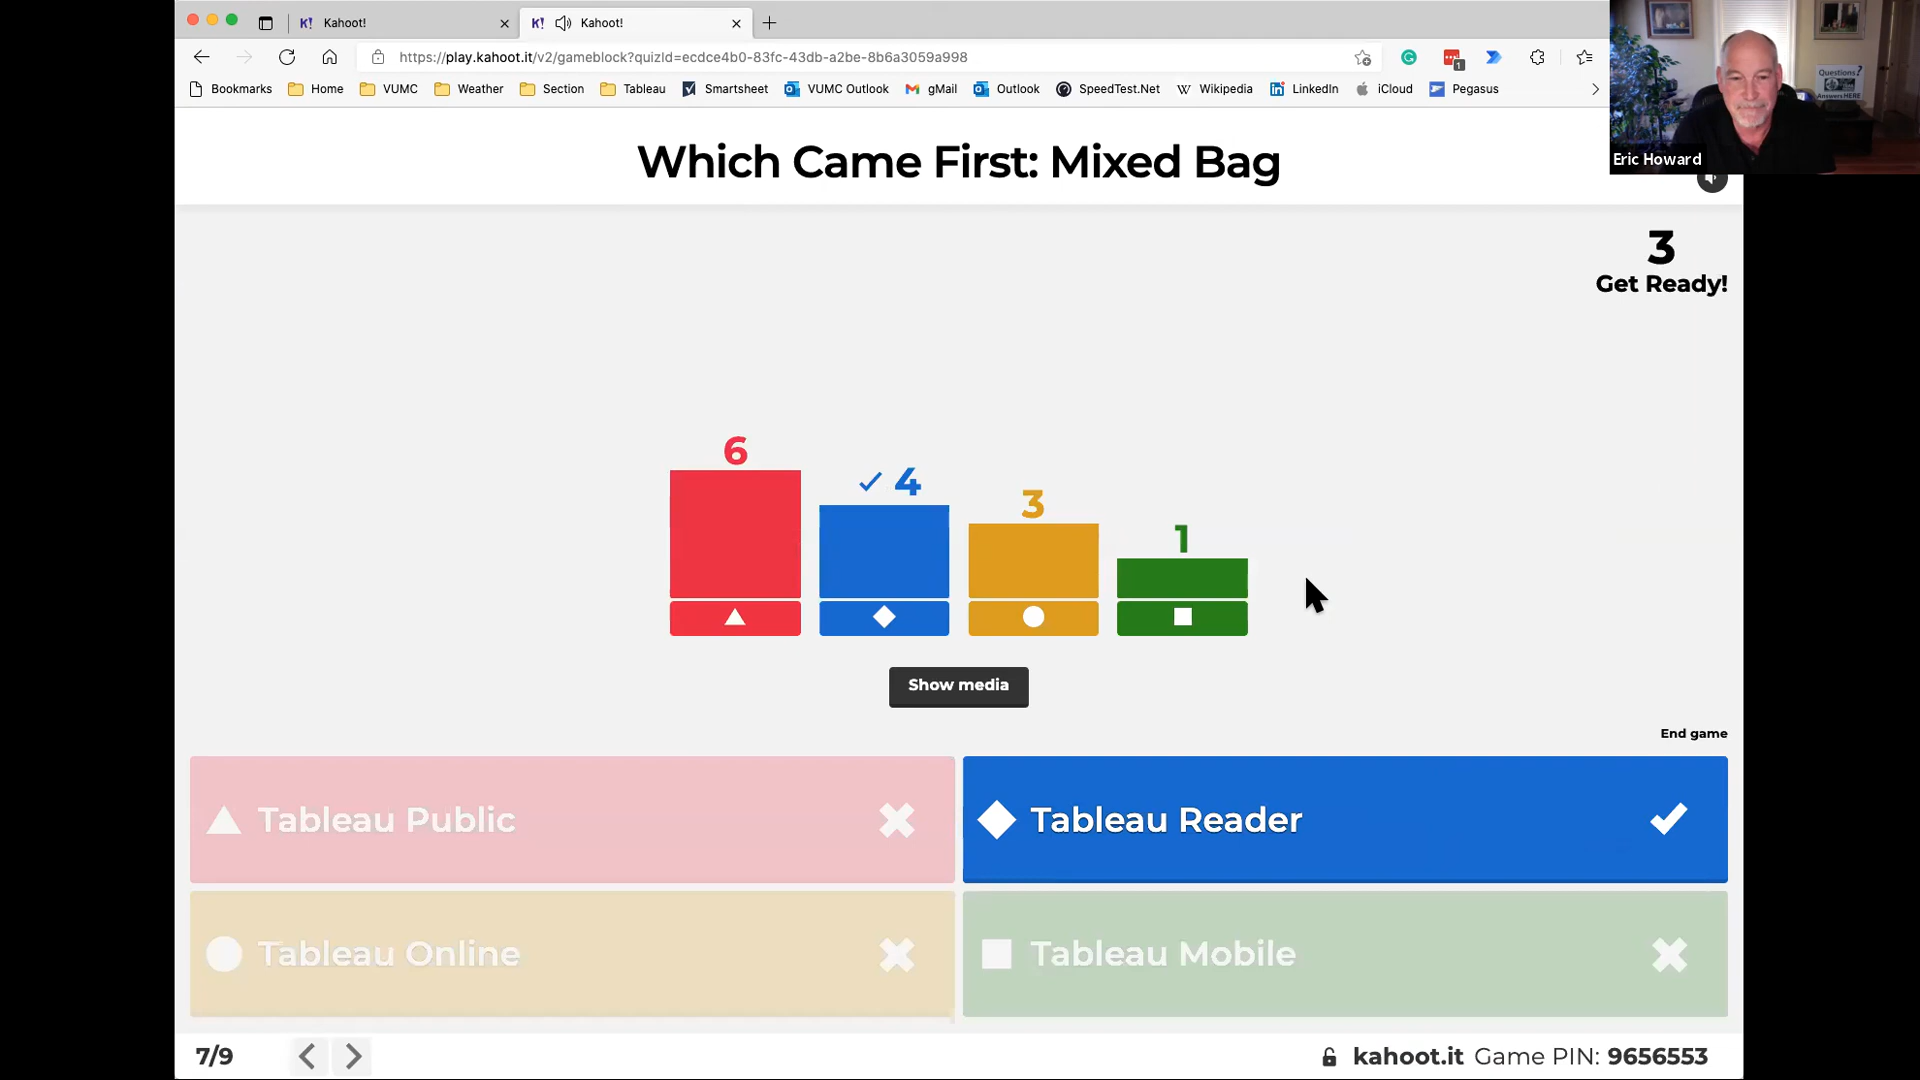 Kahoot!
Kahoot!
https://play.kahoot.it/v2/gameblock?quizId=ecdce4b0-83fc-43db-a2be-8b6a3059a998
Bookmarks Home VUMC Weather Section Tableau Smartsheet VUMC Outlook gMail Outlook SpeedTest.Net Wikipedia LinkedIn iCloud Pegasus
Questions?
Answers HERE
Eric Howard
Which Came First: Mixed Bag
3
Get Ready!
6
4
3
1
Show media
End game
Tableau Public
Tableau Reader
Tableau Online
Tableau Mobile
7/9
kahoot.it Game PIN: 9656553